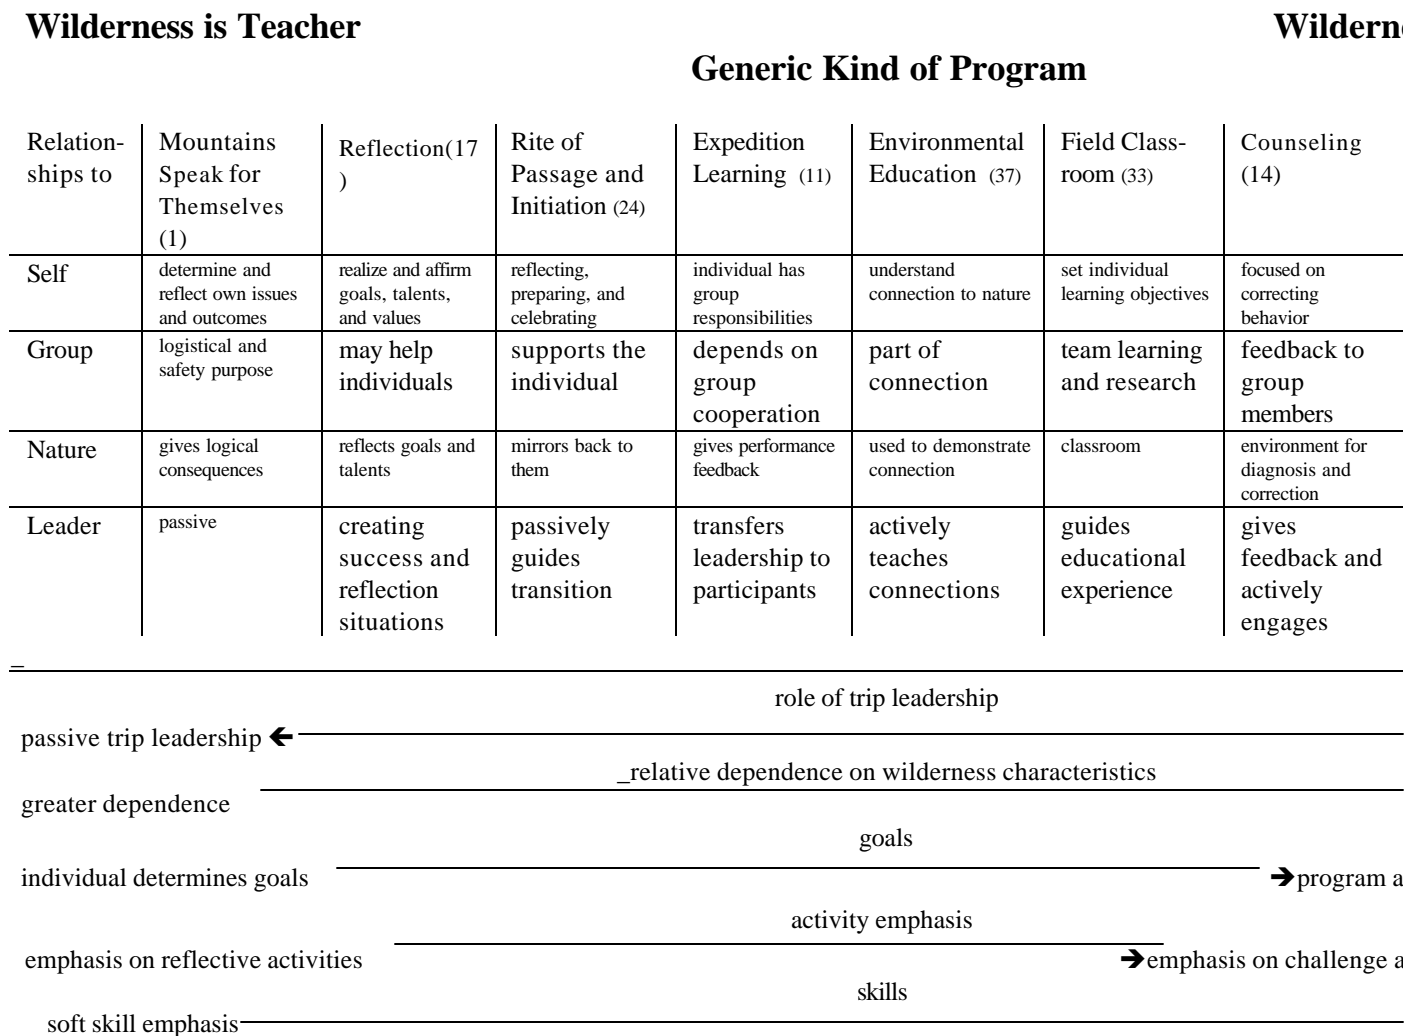 Wilderness is Teacher
Wilderne
Generic Kind of Program
Relation-
ships to
Mountains
Speak for
Themselves
(1)
Reflection(17
)
Rite of
Passage and
Initiation (24)
Expedition
Learning (11)
Environmental
Education (37)
Field Class-
room (33)
Counseling
(14)
Self
determine and
reflect own issues
and outcomes
realize and affirm
goals, talents,
and values
reflecting,
preparing, and
celebrating
individual has
group
responsibilities
understand
connection to nature
set individual
learning objectives
focused on
correcting
behavior
Group
logistical and
safety purpose
may help
individuals
supports the
individual
depends on
group
cooperation
part of
connection
team learning
and research
feedback to
group
members
Nature
gives logical
consequences
reflects goals and
talents
mirrors back to
them
gives performance
feedback
used to demonstrate
connection
classroom
environment for
diagnosis and
correction
Leader
passive
creating
success and
reflection
situations
passively
guides
transition
transfers
leadership to
participants
actively
teaches
connections
guides
educational
experience
gives
feedback and
actively
engages
_
role of trip leadership
passive trip leadership 🡸
_relative dependence on wilderness characteristics
greater dependence
goals
individual determines goals 🡺program a
activity emphasis
emphasis on reflective activities 🡺emphasis on challenge a
skills
soft skill emphasis